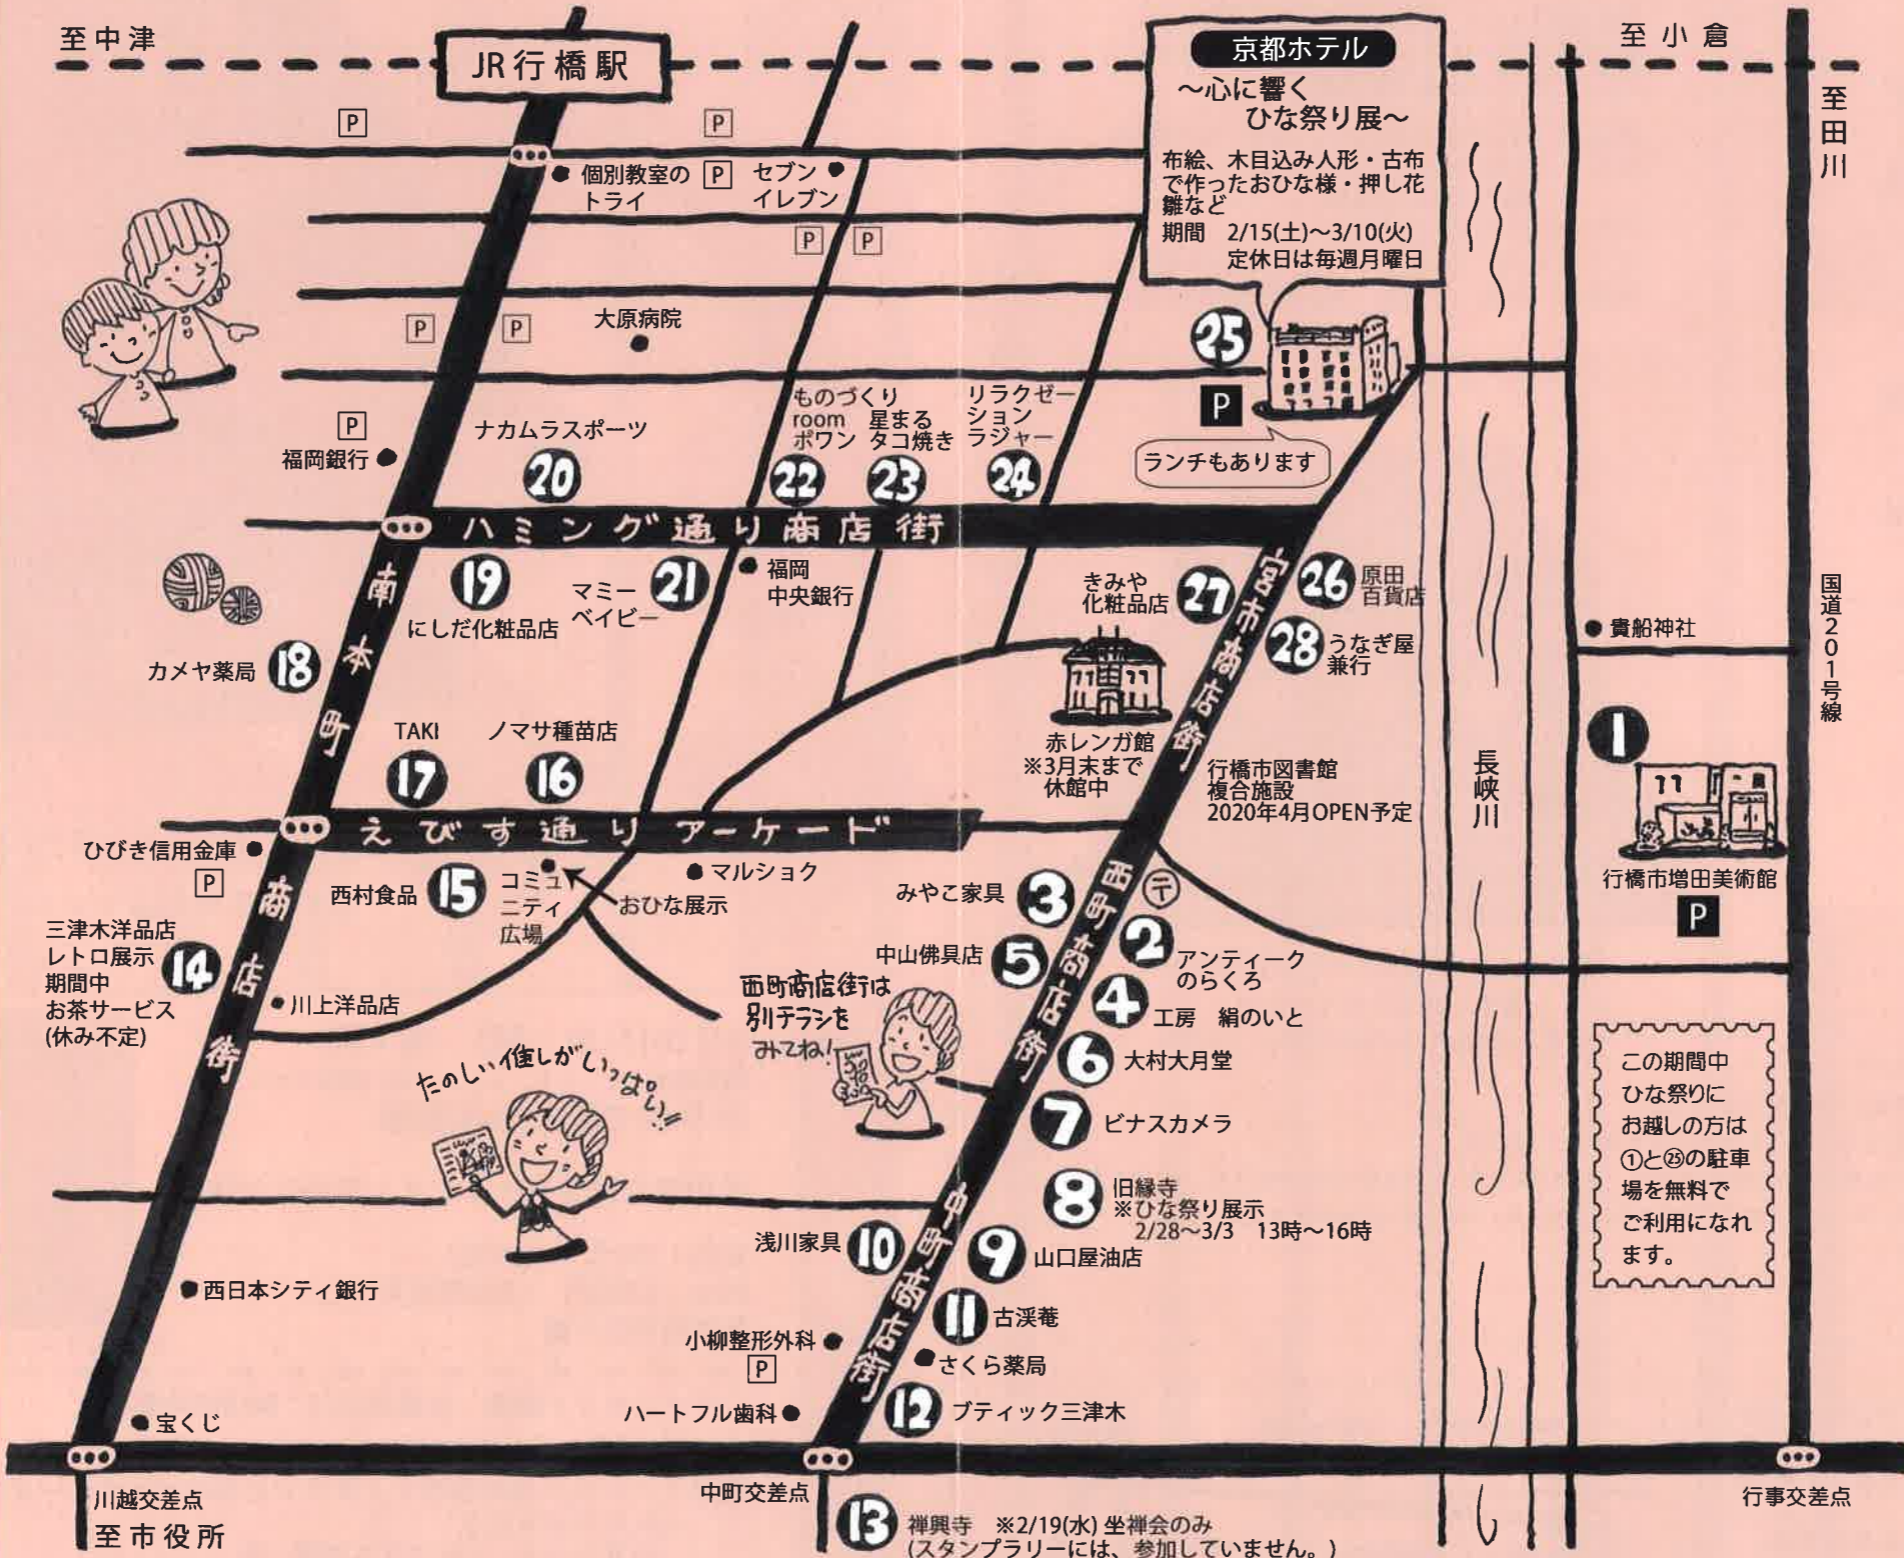 至中津
JR行橋駅
至小倉
至田川
京都ホテル
～心に響く
ひな祭り展～
布絵、木目込み人形・古布
で作ったおひな様・押し花
雛など
期間　2/15(土)～3/10(火)
定休日は毎週月曜日
P
P
個別教室の
トライ
P
セブン
イレブン
P
P
P
P
大原病院
25
P
ランチもあります
P
福岡銀行
ナカムラスポーツ
20
ものづくり
room
ポワン
22
星まる
タコ焼き
23
リラクゼー
ション
ラジャー
24
ハミング通り商店街
南本町商店街
19
にしだ化粧品店
マミー
ベイビー
21
福岡
中央銀行
きみや
化粧品店
27
宮市商店街
26
原田
百貨店
28
うなぎ屋
兼行
貴船神社
国道201号線
カメヤ薬局
18
TAKI
17
ノマサ種苗店
16
赤レンガ館
※3月末まで
休館中
行橋市図書館
複合施設
2020年4月OPEN予定
長峡川
1
行橋市増田美術館
P
えびす通りアーケード
ひびき信用金庫
P
西村食品
15
コミュ
ニティ
広場
おひな展示
マルショク
みやこ家具
3
西町商店街
〒
2
アンティーク
のらくろ
中山佛具店
5
4
工房　絹のいと
三津木洋品店
レトロ展示
期間中
お茶サービス
(休み不定)
14
川上洋品店
西町商店街は
別チラシを
みてね!
6
大村大月堂
たのしい催しがいっぱい!!
7
ビナスカメラ
この期間中
ひな祭りに
お越しの方は
①と㉕の駐車
場を無料で
ご利用になれ
ます。
8
旧縁寺
※ひな祭り展示
2/28～3/3　13時～16時
浅川家具
10
中町商店街
9
山口屋油店
西日本シティ銀行
11
古渓菴
小柳整形外科
P
さくら薬局
ハートフル歯科
12
ブティック三津木
宝くじ
川越交差点
至市役所
中町交差点
行事交差点
13
禅興寺　※2/19(水) 坐禅会のみ
(スタンプラリーには、参加していません。)